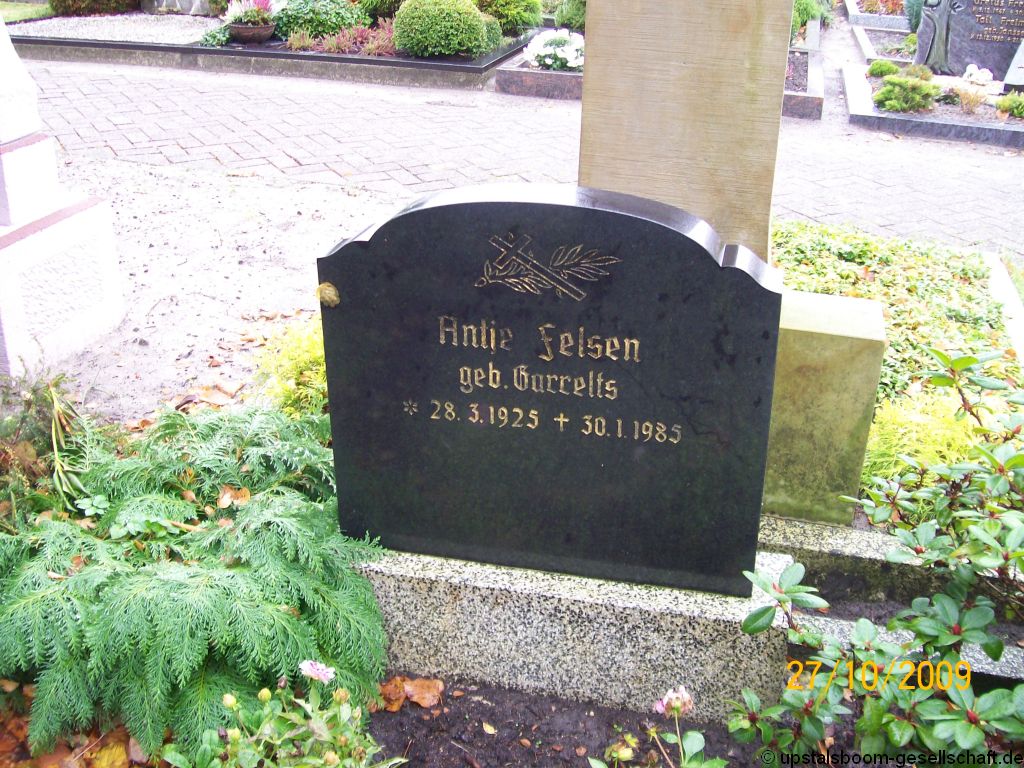 Antje Felsen
geb. Garrelts
* 28.3.1925 + 30.1.1985
27/10/2009
© upstalsboom-gesellschaft.de